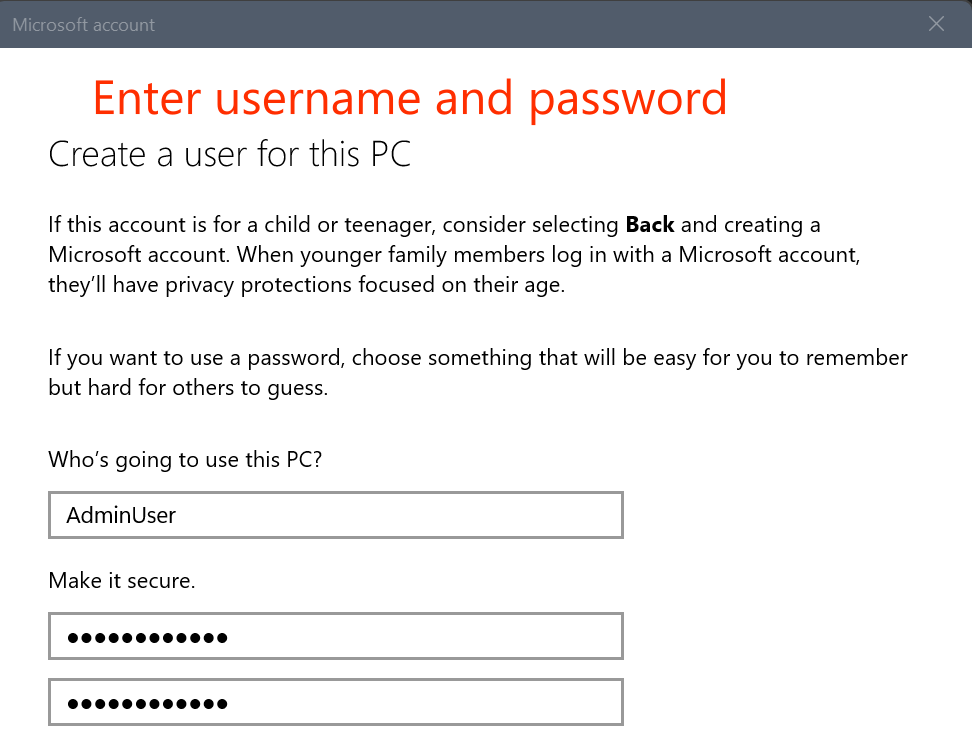 Microsoft account
Enter username and password
Create a user for this PC
If this account is for a child or teenager, consider selecting Back and creating a
Microsoft account. When younger family members log in with a Microsoft account,
they’ll have privacy protections focused on their age.
If you want to use a password, choose something that will be easy for you to remember
but hard for others to guess.
Who’s going to use this PC?
AdminUser
Make it secure.
●●●●●●●●●●●●
●●●●●●●●●●●●